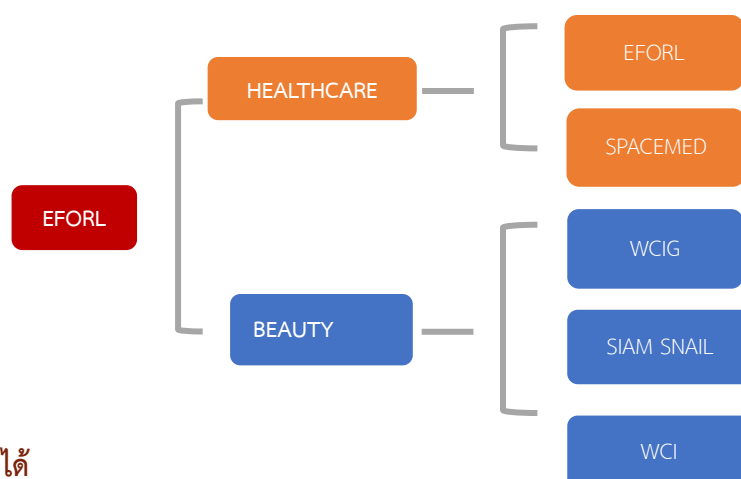 EFORL
HEALTHCARE
EFORL
SPACEMED
BEAUTY
WCIG
SIAM SNAIL
WCI
ได้